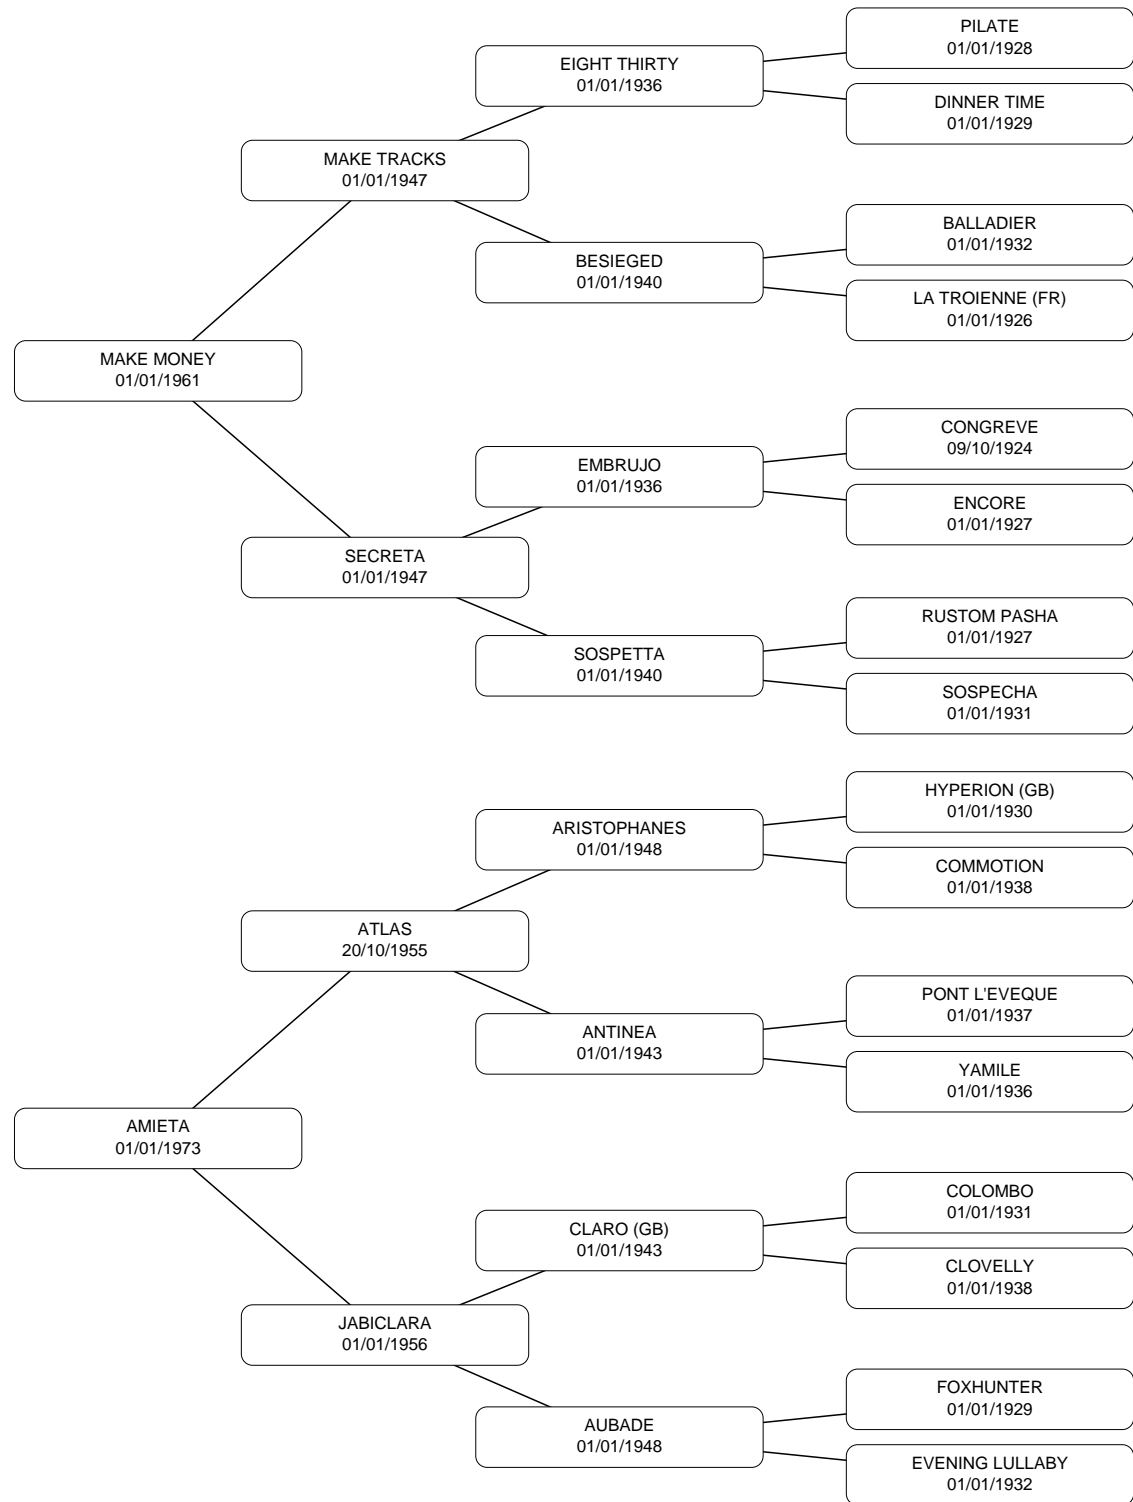 PILATE
01/01/1928
EIGHT THIRTY
01/01/1936
DINNER TIME
01/01/1929
MAKE TRACKS
01/01/1947
BALLADIER
01/01/1932
BESIEGED
01/01/1940
LA TROIENNE (FR)
01/01/1926
MAKE MONEY
01/01/1961
CONGREVE
09/10/1924
EMBRUJO
01/01/1936
ENCORE
01/01/1927
SECRETA
01/01/1947
RUSTOM PASHA
01/01/1927
SOSPETTA
01/01/1940
SOSPECHA
01/01/1931
HYPERION (GB)
01/01/1930
ARISTOPHANES
01/01/1948
COMMOTION
01/01/1938
ATLAS
20/10/1955
PONT L'EVEQUE
01/01/1937
ANTINEA
01/01/1943
YAMILE
01/01/1936
AMIETA
01/01/1973
COLOMBO
01/01/1931
CLARO (GB)
01/01/1943
CLOVELLY
01/01/1938
JABICLARA
01/01/1956
FOXHUNTER
01/01/1929
AUBADE
01/01/1948
EVENING LULLABY
01/01/1932